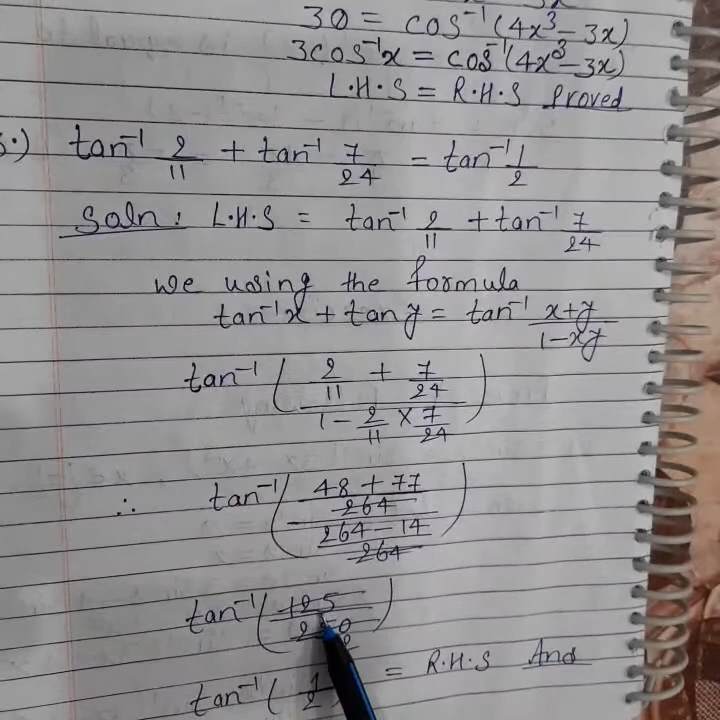 3θ = cos⁻¹(4x³ − 3x)
3cos⁻¹x = cos⁻¹(4x³ − 3x)
L.H.S = R.H.S Proved
tan⁻¹ 2/11 + tan⁻¹ 7/24 = tan⁻¹ 1/2
Soln: L.H.S = tan⁻¹ 2/11 + tan⁻¹ 7/24
we using the formula
tan⁻¹x + tan y = tan⁻¹ x+y/1−xy
tan⁻¹ ( (2/11 + 7/24) / (1 − 2/11 × 7/24) )
∴ tan⁻¹ ( ((48 + 77)/264) / ((264 − 14)/264) )
tan⁻¹ ( 125/250 2 )
tan⁻¹ ( 1/2 = R.H.S And